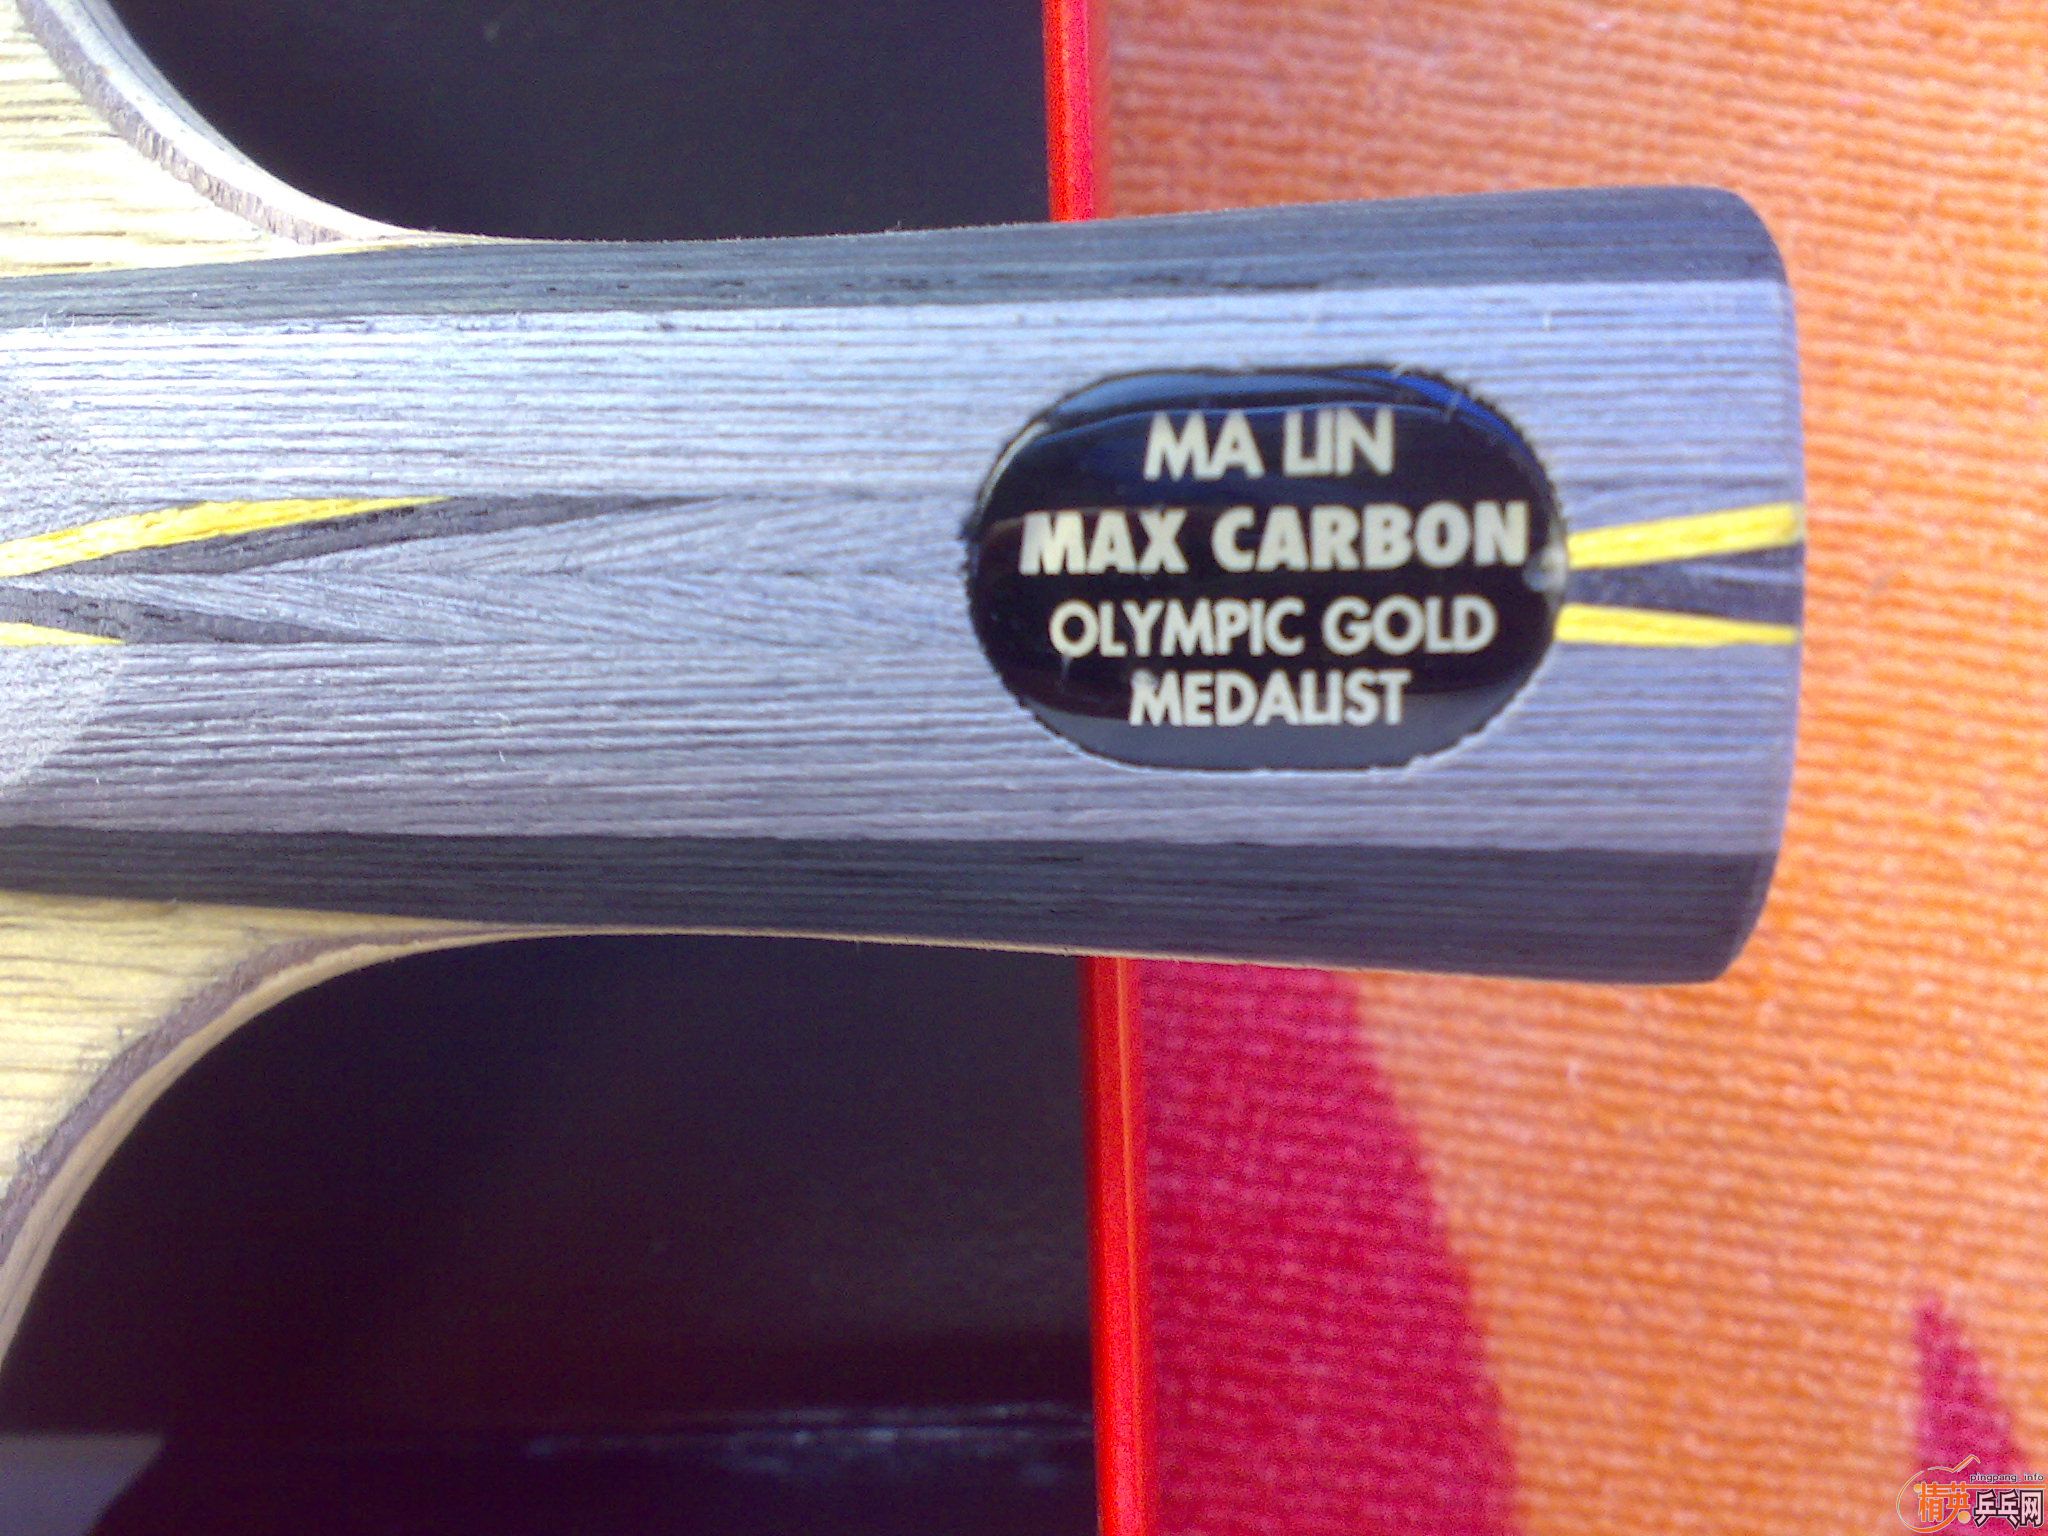 MA LIN
MAX CARBON
OLYMPIC GOLD
MEDALIST
pingpang.info
精英乒乓网